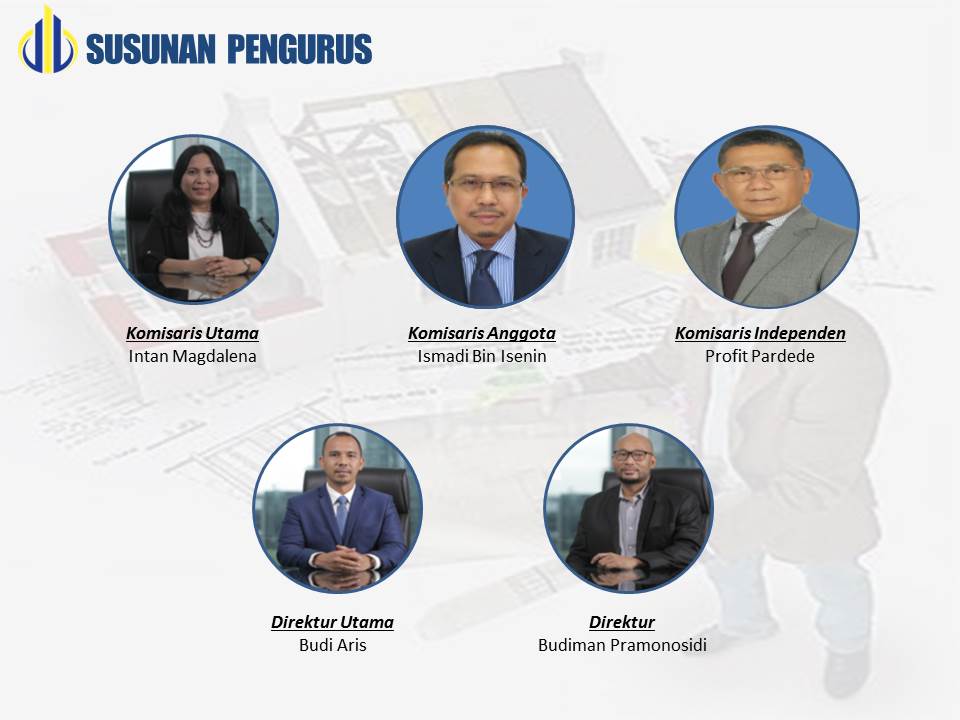 SUSUNAN PENGURUS
Komisaris Utama
Intan Magdalena
Komisaris Anggota
Ismadi Bin Isenin
Komisaris Independen
Profit Pardede
Direktur Utama
Budi Aris
Direktur
Budiman Pramonosidi